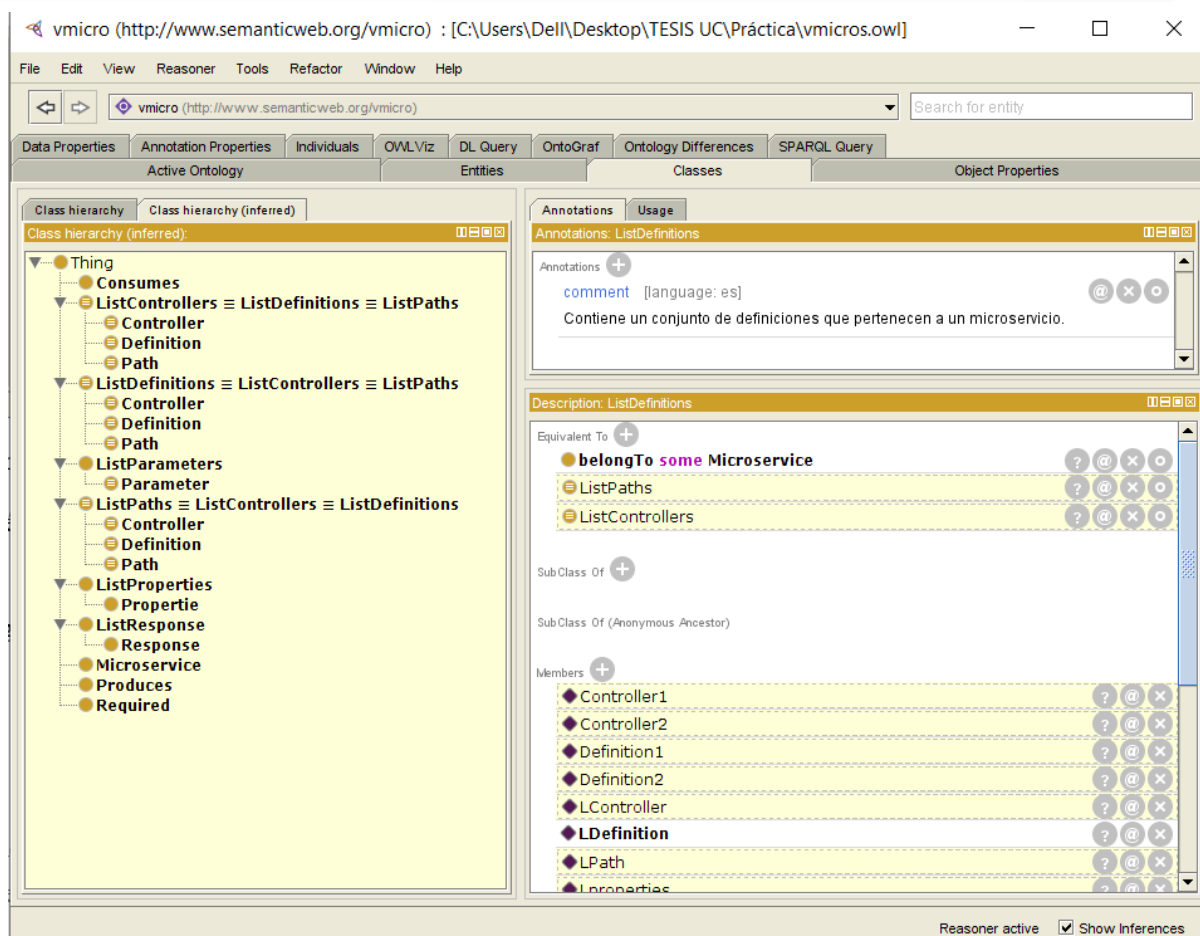 vmicro (http://www.semanticweb.org/vmicro) : [C:\Users\Dell\Desktop\TESIS UC\Práctica\vmicros.owl]
File Edit View Reasoner Tools Refactor Window Help
vmicro (http://www.semanticweb.org/vmicro)
Search for entity
Data Properties Annotation Properties Individuals OWLViz DL Query OntoGraf Ontology Differences SPARQL Query
Active Ontology Entities Classes Object Properties
Class hierarchy Class hierarchy (inferred)
Class hierarchy (inferred):
Thing
Consumes
ListControllers ≡ ListDefinitions ≡ ListPaths
Controller
Definition
Path
ListDefinitions ≡ ListControllers ≡ ListPaths
Controller
Definition
Path
ListParameters
Parameter
ListPaths ≡ ListControllers ≡ ListDefinitions
Controller
Definition
Path
ListProperties
Propertie
ListResponse
Response
Microservice
Produces
Required
Annotations Usage
Annotations: ListDefinitions
Annotations
comment [language: es]
Contiene un conjunto de definiciones que pertenecen a un microservicio.
Description: ListDefinitions
Equivalent To
belongTo some Microservice
ListPaths
ListControllers
SubClass Of
SubClass Of (Anonymous Ancestor)
Members
Controller1
Controller2
Definition1
Definition2
LController
LDefinition
LPath
Lproperties
Reasoner active Show Inferences